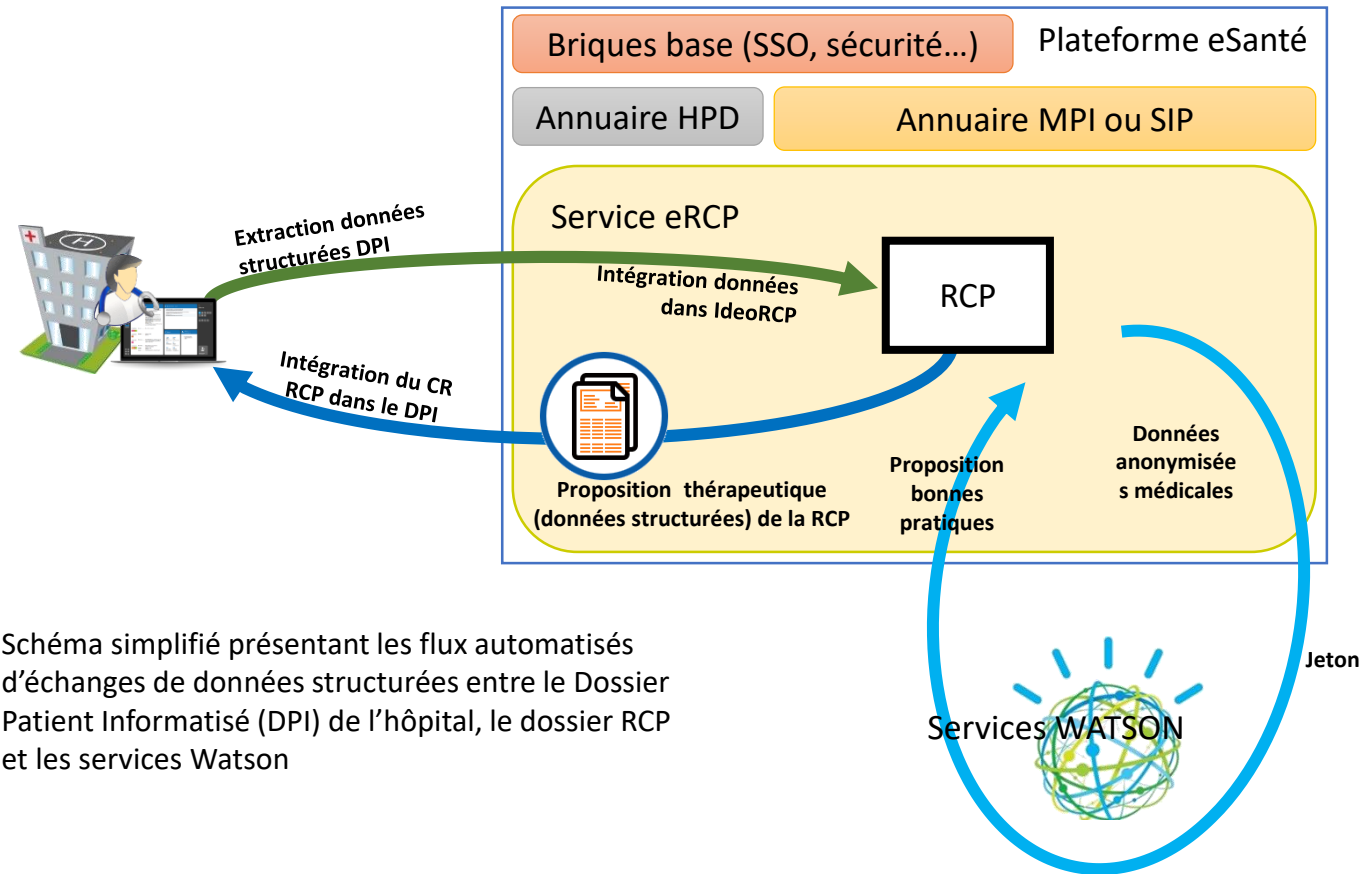 Briques base (SSO, sécurité…)
Plateforme eSanté
Annuaire HPD
Annuaire MPI ou SIP
Service eRCP
Extraction données
structurées DPI
Intégration données
dans IdeoRCP
RCP
H
Intégration du CR
RCP dans le DPI
Proposition thérapeutique
(données structurées) de la RCP
Proposition
bonnes
pratiques
Données
anonymisée
s médicales
Schéma simplifié présentant les flux automatisés
d’échanges de données structurées entre le Dossier
Patient Informatisé (DPI) de l’hôpital, le dossier RCP
et les services Watson
Jeton
Services WATSON